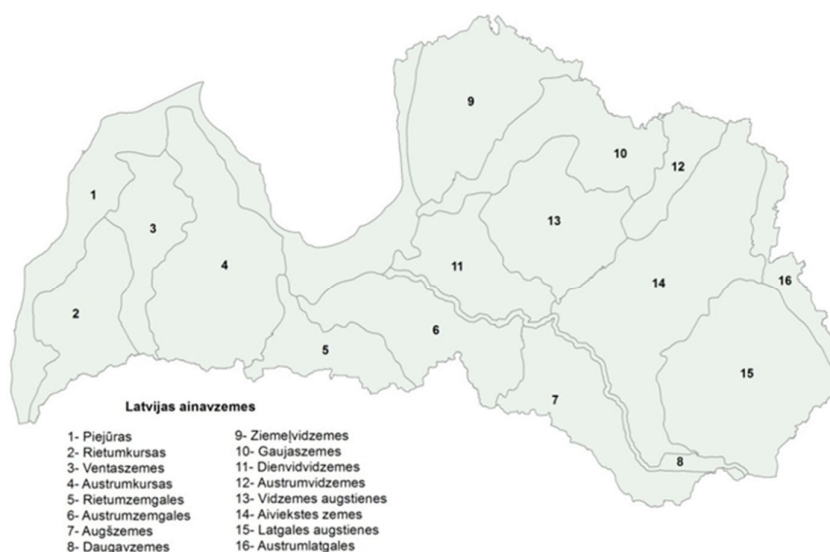 9
10
12
1
13
3
4
11
16
14
2
6
5
15
7
8
Latvijas ainavzemes
1- Piejūras
2- Rietumkursas
3- Ventaszemes
4- Austrumkursas
5- Rietumzemgales
6- Austrumzemgales
7- Augšzemes
8- Daugavzemes
9- Ziemeļvidzemes
10- Gaujaszemes
11- Dienvidvidzemes
12- Austrumvidzemes
13- Vidzemes augstienes
14- Aiviekstes zemes
15- Latgales augstienes
16- Austrumlatgales